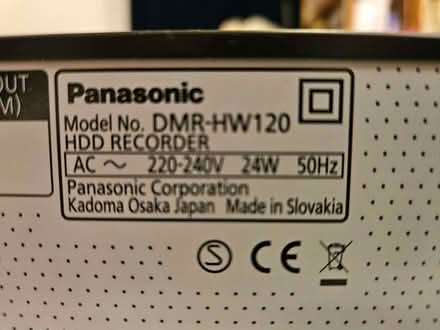 OUT
M)
Panasonic
Model No. DMR-HW120
HDD RECORDER
AC ～ 220-240V 24W 50Hz
Panasonic Corporation
Kadoma Osaka Japan Made in Slovakia
S CE